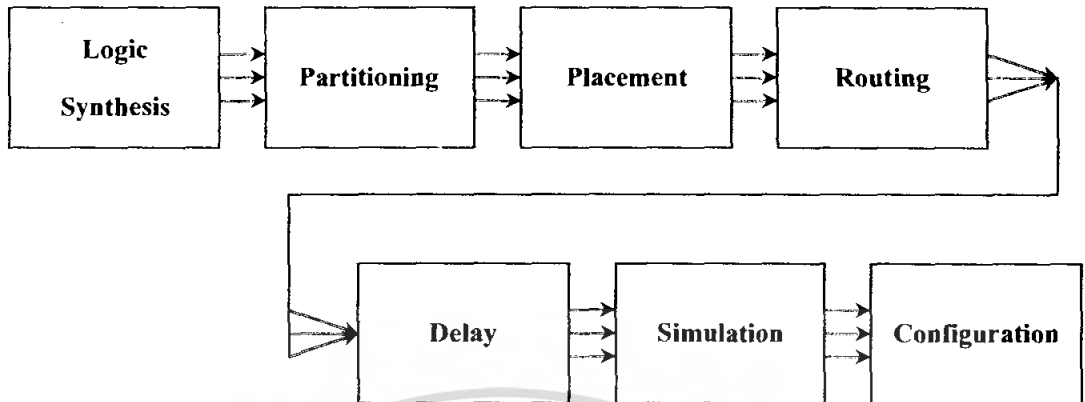 Logic
Synthesis
Partitioning
Placement
Routing
Delay
Simulation
Configuration